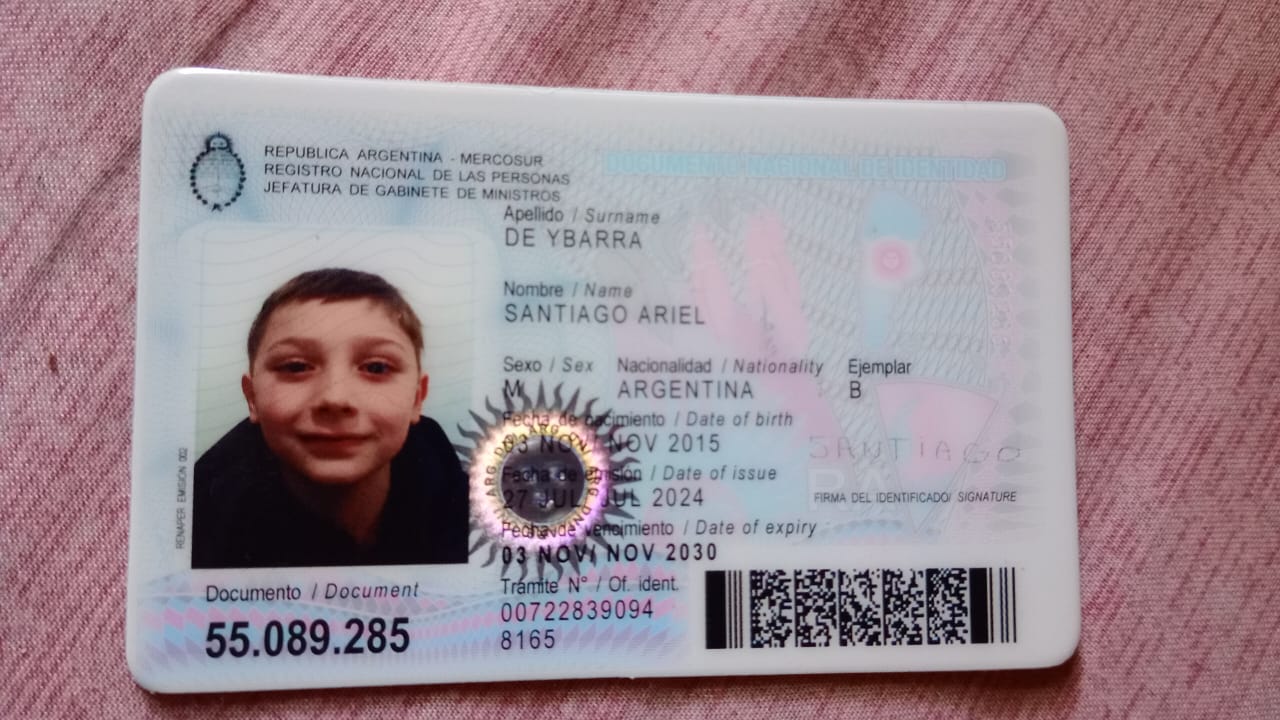 REPUBLICA ARGENTINA - MERCOSUR
REGISTRO NACIONAL DE LAS PERSONAS
JEFATURA DE GABINETE DE MINISTROS
DOCUMENTO NACIONAL DE IDENTIDAD
Apellido / Surname
DE YBARRA
Nombre / Name
SANTIAGO ARIEL
Sexo / Sex Nacionalidad / Nationality Ejemplar
M ARGENTINA B
Fecha de nacimiento / Date of birth
03 NOV/ NOV 2015
Fecha de emisión / Date of issue
27 JUL/ JUL 2024
SANTIAGO
FIRMA DEL IDENTIFICADO/ SIGNATURE
Fecha de vencimiento / Date of expiry
03 NOV/ NOV 2030
Trámite N° / Of. ident.
00722839094
8165
Documento / Document
55.089.285
RENAPER EMISION 002